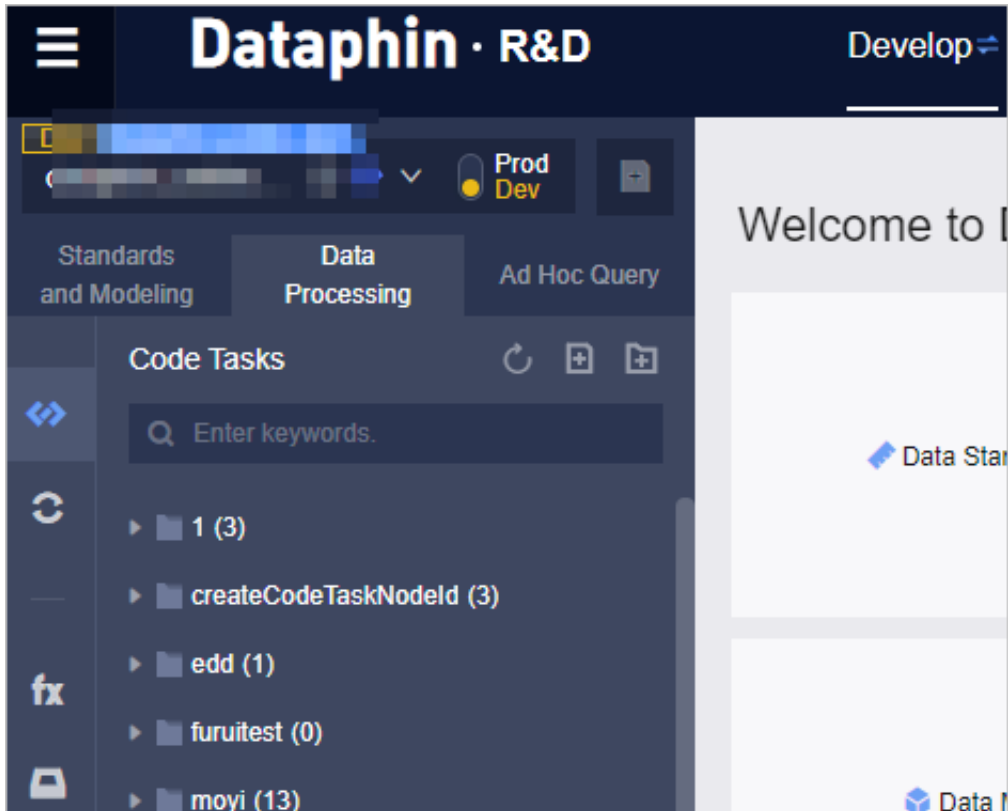 Dataphin · R&D
Develop
Prod
Dev
Standards
and Modeling
Data
Processing
Ad Hoc Query
Welcome to
Code Tasks
Enter keywords.
Data
1 (3)
createCodeTaskNodeId (3)
edd (1)
fx
furuitest (0)
moyi (13)
Data